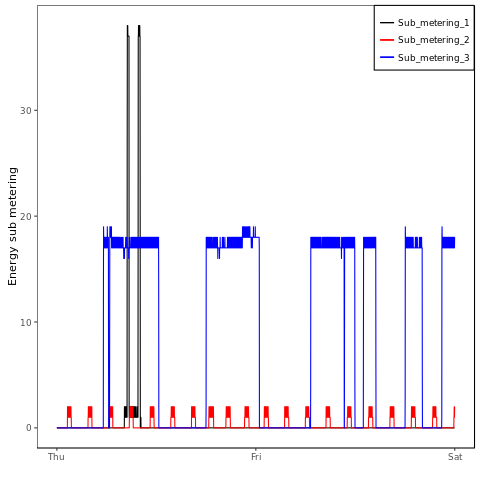 Sub_metering_1
Sub_metering_2
Sub_metering_3
Energy sub metering
30
20
10
0
Thu
Fri
Sat